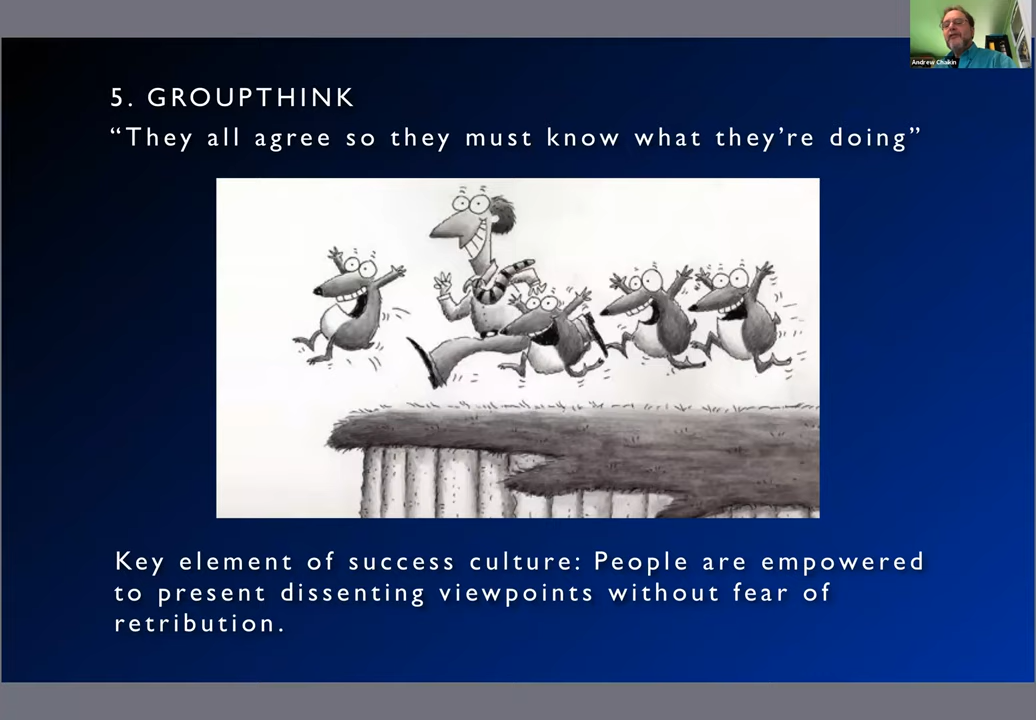 Andrew Chaikin
5. GROUPTHINK
“They all agree so they must know what they’re doing”
Key element of success culture: People are empowered
to present dissenting viewpoints without fear of
retribution.